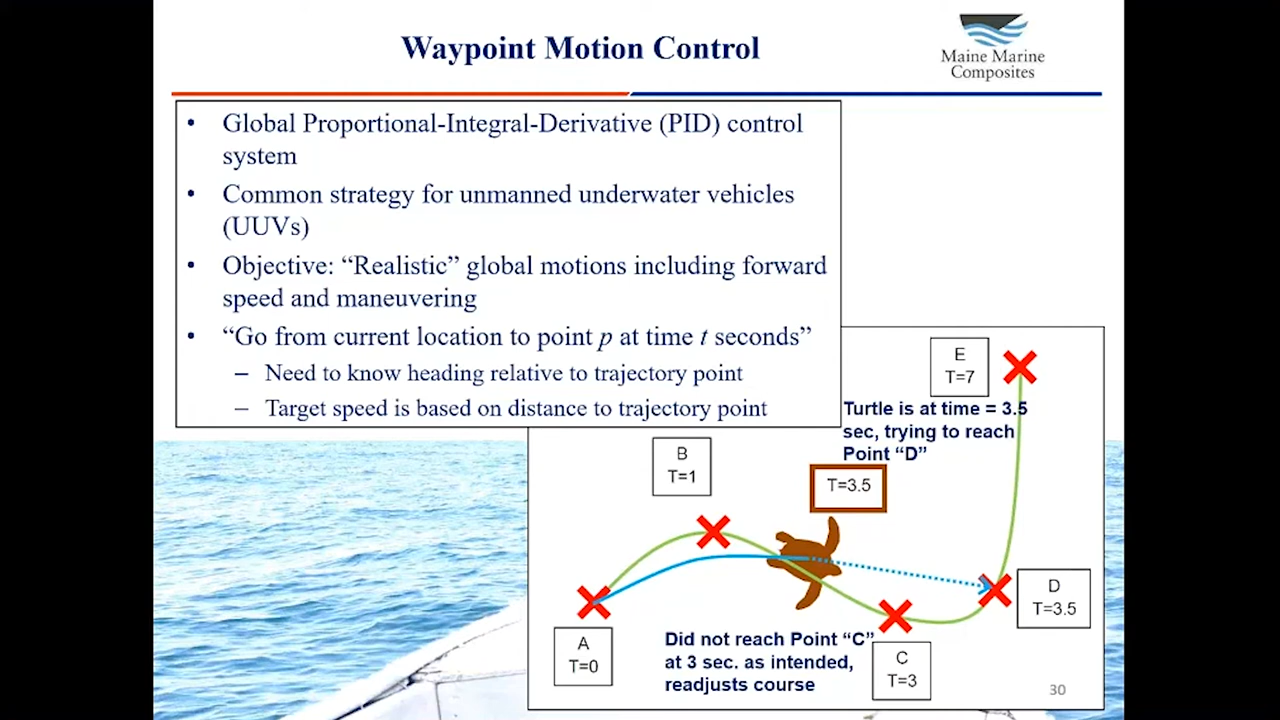 Waypoint Motion Control
Maine Marine
Composites
• Global Proportional-Integral-Derivative (PID) control
system
• Common strategy for unmanned underwater vehicles
(UUVs)
• Objective: “Realistic” global motions including forward
speed and maneuvering
• “Go from current location to point p at time t seconds”
– Need to know heading relative to trajectory point
– Target speed is based on distance to trajectory point
E
T=7
Turtle is at time = 3.5
sec, trying to reach
Point “D”
B
T=1
T=3.5
D
T=3.5
Did not reach Point “C”
at 3 sec. as intended,
readjusts course
A
T=0
C
T=3
30